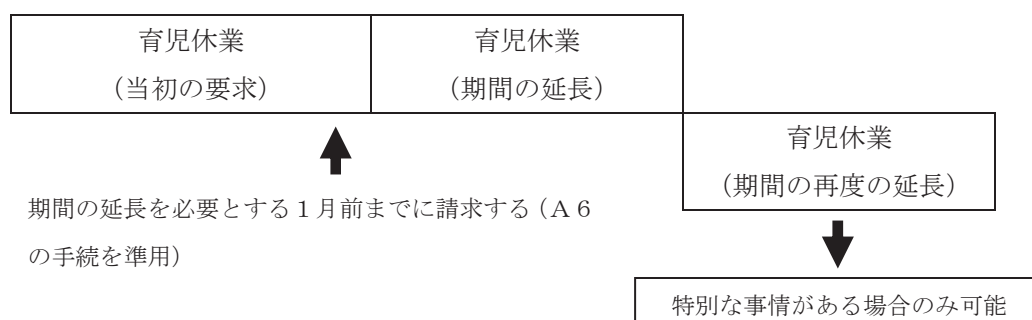 育児休業
(当初の要求)
育児休業
(期間の延長)
育児休業
(期間の再度の延長)
期間の延長を必要とする1月前までに請求する(A6
の手続を準用)
特別な事情がある場合のみ可能